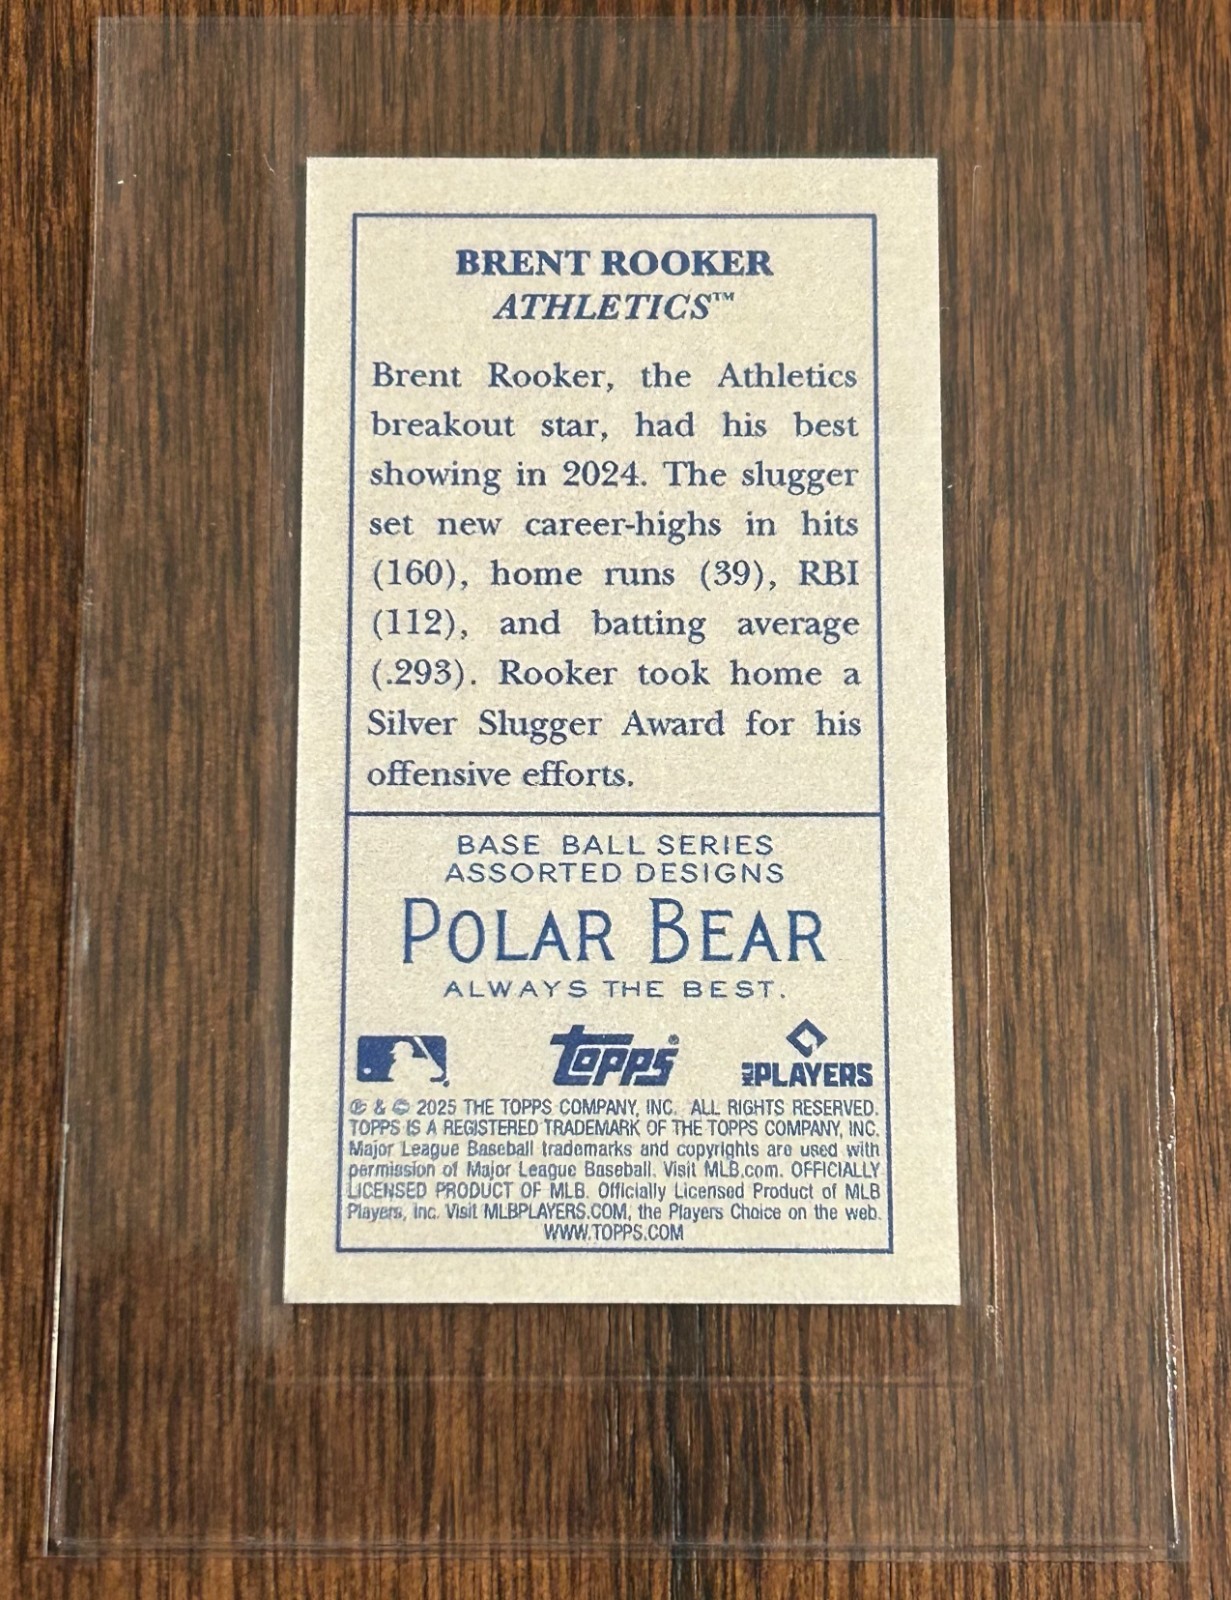 BRENT ROOKER
ATHLETICS™
Brent Rooker, the Athletics
breakout star, had his best
showing in 2024. The slugger
set new career-highs in hits
(160), home runs (39), RBI
(112), and batting average
(.293). Rooker took home a
Silver Slugger Award for his
offensive efforts.
BASE BALL SERIES
ASSORTED DESIGNS
POLAR BEAR
ALWAYS THE BEST.
topps® MLB PLAYERS
℗ & © 2025 THE TOPPS COMPANY, INC. ALL RIGHTS RESERVED.
TOPPS IS A REGISTERED TRADEMARK OF THE TOPPS COMPANY, INC.
Major League Baseball trademarks and copyrights are used with
permission of Major League Baseball. Visit MLB.com. OFFICIALLY
LICENSED PRODUCT OF MLB. Officially Licensed Product of MLB
Players, Inc. Visit MLBPLAYERS.COM, the Players Choice on the web.
WWW.TOPPS.COM